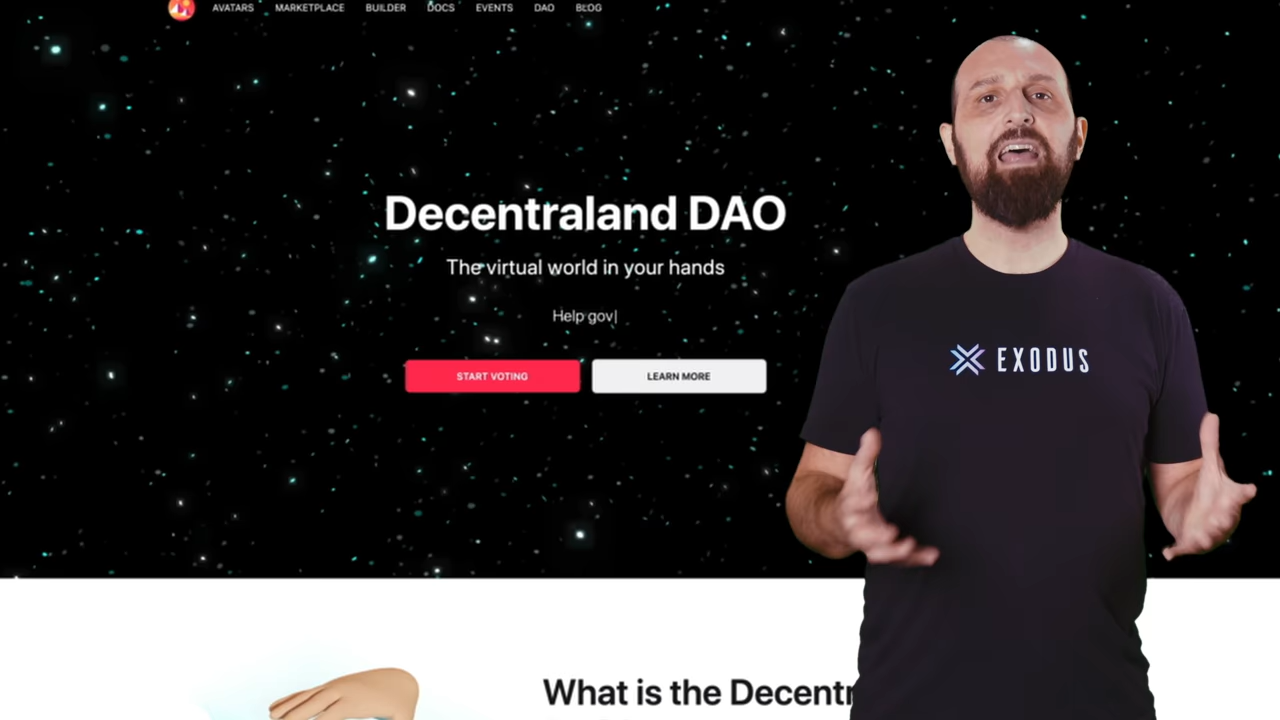 AVATARS MARKETPLACE BUILDER DOCS EVENTS DAO BLOG
Decentraland DAO
The virtual world in your hands
Help gov|
START VOTING LEARN MORE
EXODUS
What is the Decentr